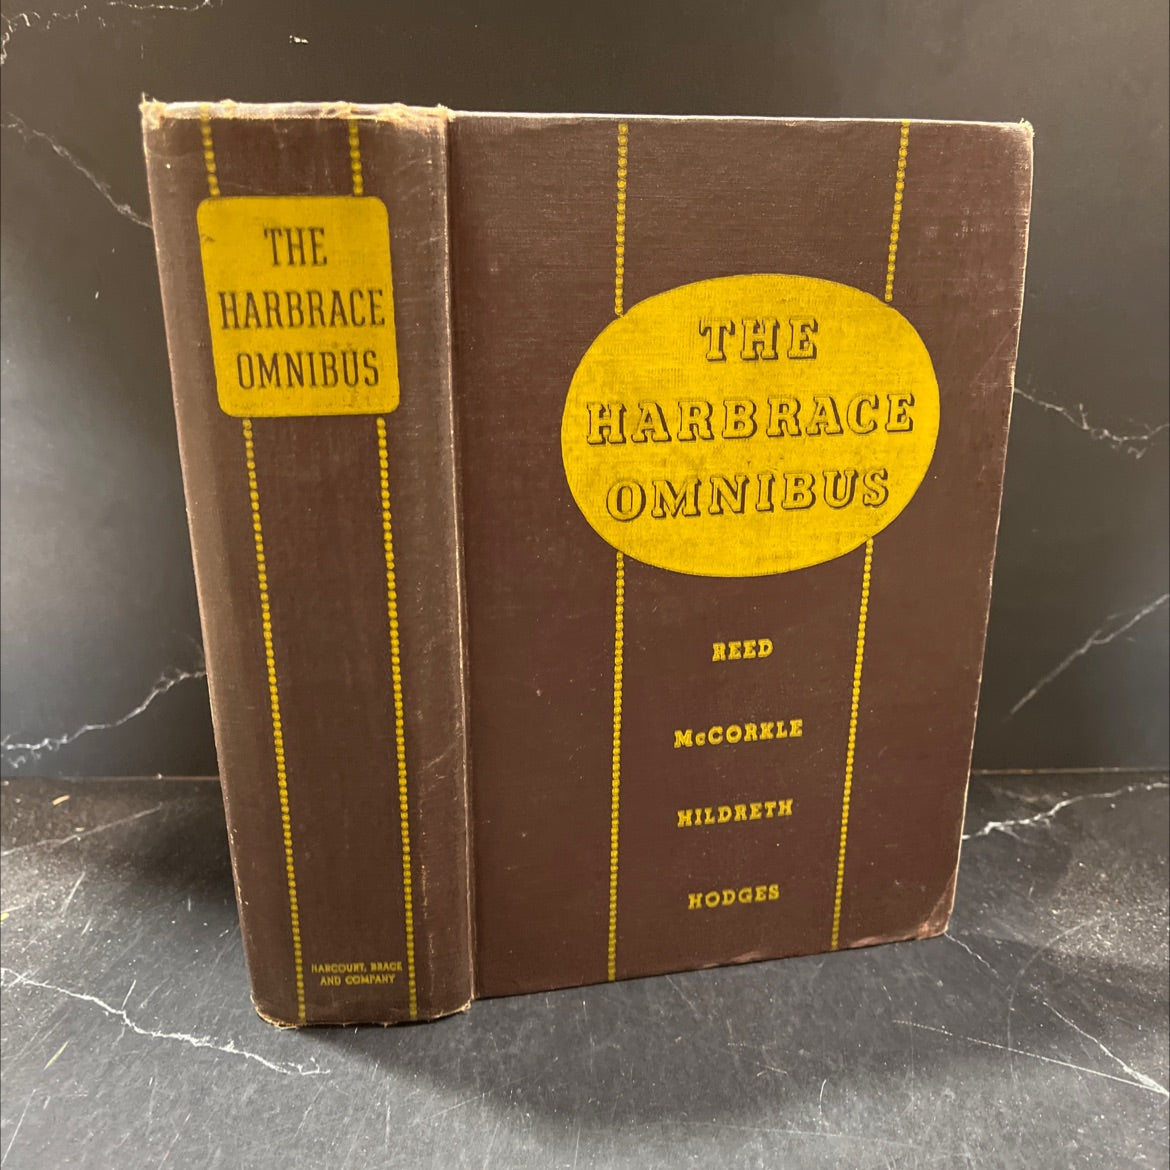 THE
HARBRACE
OMNIBUS
HARCOURT, BRACE
AND COMPANY
THE
HARBRACE
OMNIBUS
REED
McCORKLE
HILDRETH
HODGES